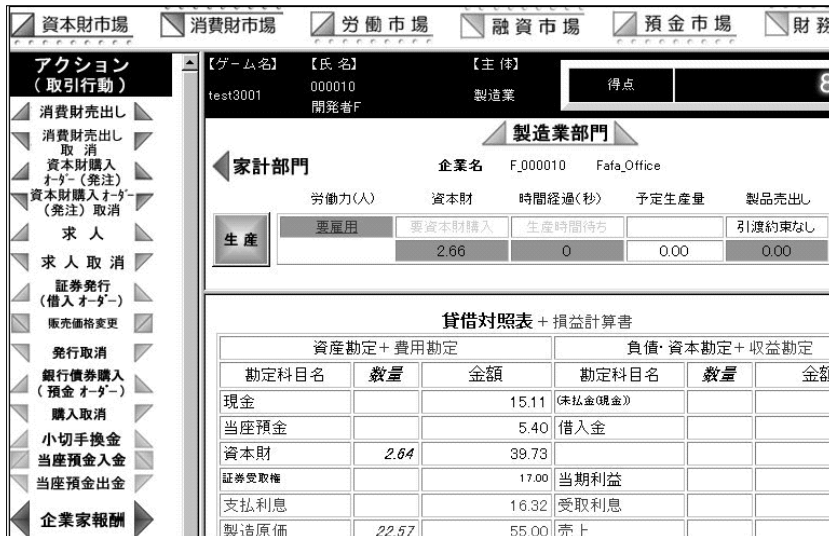 資本財市場
消費財市場
労働市場
融資市場
預金市場
財務
アクション
（取引行動）
消費財売出し
消費財売出し
取 消
資本財購入
ｵｰﾀﾞｰ（発注）
資本財購入ｵｰﾀﾞｰ
（発注）取消
求 人
求 人 取 消
証券発行
（借入ｵｰﾀﾞｰ）
販売価格変更
発行取消
銀行債券購入
（預金 ｵｰﾀﾞｰ）
購入取消
小切手換金
当座預金入金
当座預金出金
企業家報酬
【ゲーム名】 【氏 名】 【主 体】
test3001
000010
開発者F
製造業
得点
製造業部門
家計部門
企業名 F_000010 Fafa_Office
労働力（人） 資本財 時間経過（秒） 予定生産量 製品売出し
生 産
要雇用 要資本財購入 生産時間待ち 引渡約束なし
2.66 0 0.00 0.00
貸借対照表＋損益計算書
資産勘定＋費用勘定 負債・資本勘定＋収益勘定
勘定科目名 数量 金額 勘定科目名 数量 金額
現金 15.11 (未払金(現金))
当座預金 5.40 借入金
資本財 2.64 39.73
証券受取権 17.00 当期利益
支払利息 16.32 受取利息
製造原価 22.57 55.00 売上